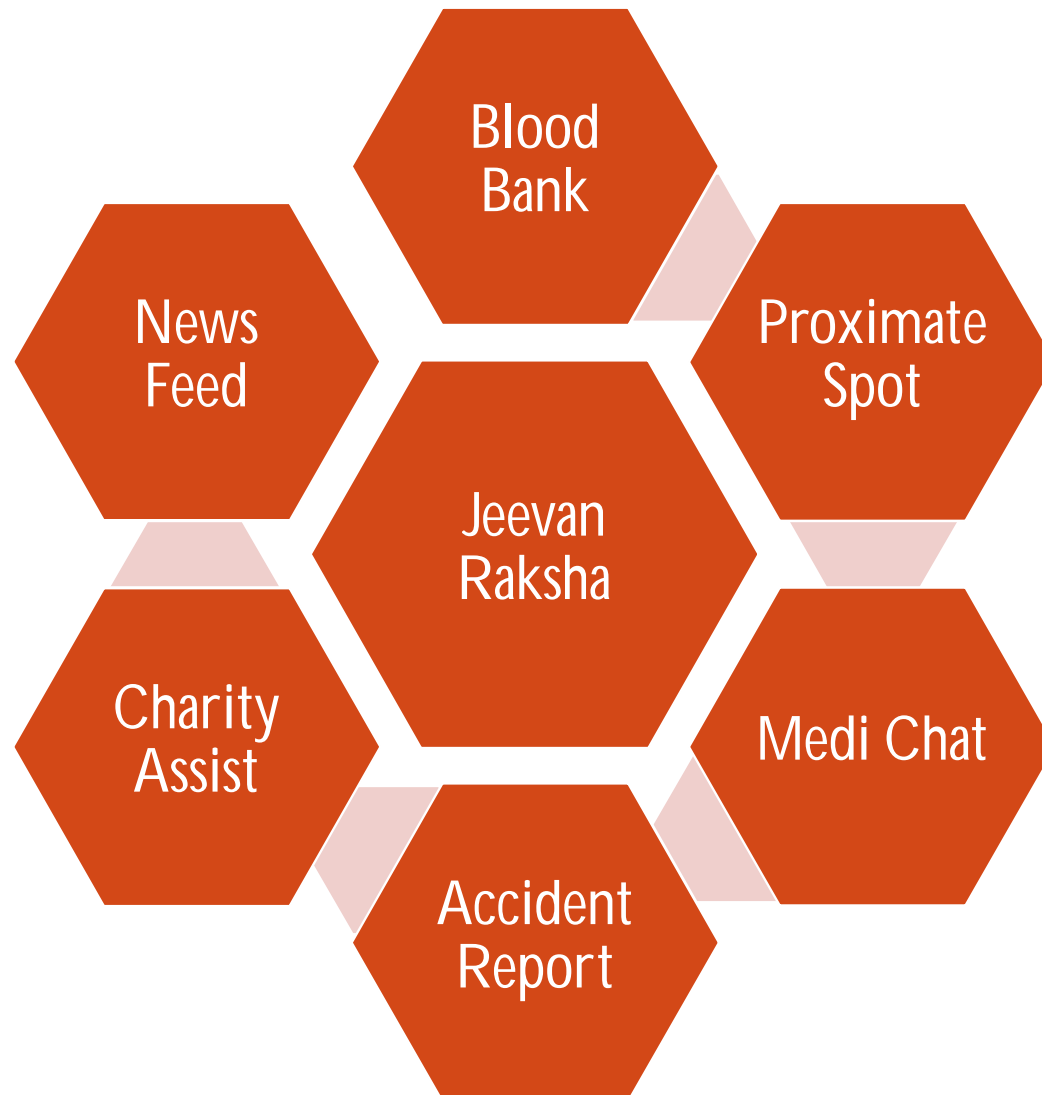 Blood
Bank
News
Feed
Proximate
Spot
Jeevan
Raksha
Charity
Assist
Medi Chat
Accident
Report